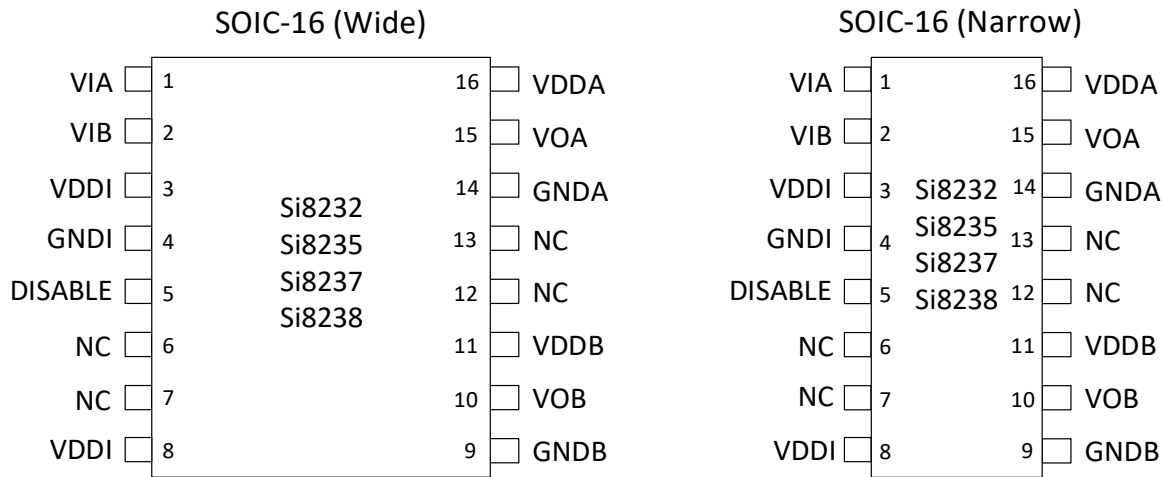 SOIC-16 (Wide)
VIA 1 16 VDDA
VIB 2 15 VOA
VDDI 3 14 GNDA
GNDI 4 13 NC
DISABLE 5 12 NC
NC 6 11 VDDB
NC 7 10 VOB
VDDI 8 9 GNDB
Si8232
Si8235
Si8237
Si8238
SOIC-16 (Narrow)
VIA 1 16 VDDA
VIB 2 15 VOA
VDDI 3 14 GNDA
GNDI 4 13 NC
DISABLE 5 12 NC
NC 6 11 VDDB
NC 7 10 VOB
VDDI 8 9 GNDB
Si8232
Si8235
Si8237
Si8238